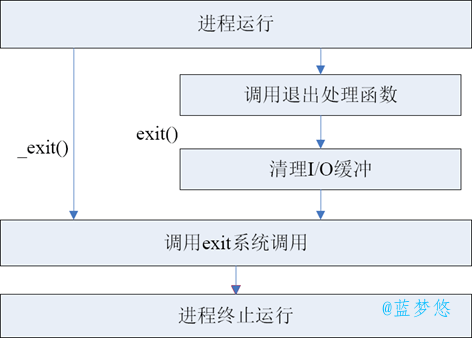 进程运行
调用退出处理函数
exit()
_exit()
清理I/O缓冲
调用exit系统调用
进程终止运行
@蓝梦悠